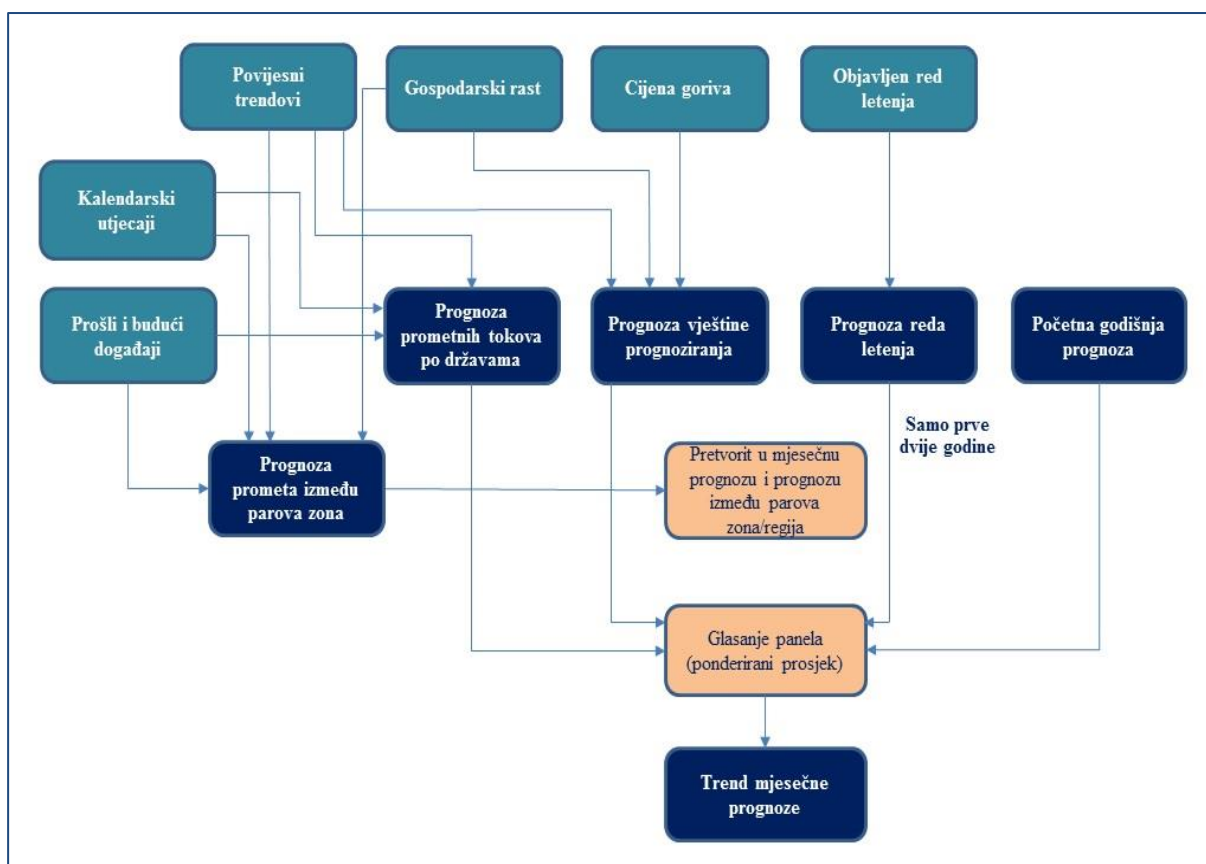 Povijesni
trendovi
Gospodarski rast
Cijena goriva
Objavljen red
letenja
Kalendarski
utjecaji
Prošli i budući
događaji
Prognoza
prometnih tokova
po državama
Prognoza vještine
prognoziranja
Prognoza reda
letenja
Početna godišnja
prognoza
Samo prve
dvije godine
Prognoza
prometa između
parova zona
Pretvorit u mjesečnu
prognozu i prognozu
između parova
zona/regija
Glasanje panela
(ponderirani prosjek)
Trend mjesečne
prognoze